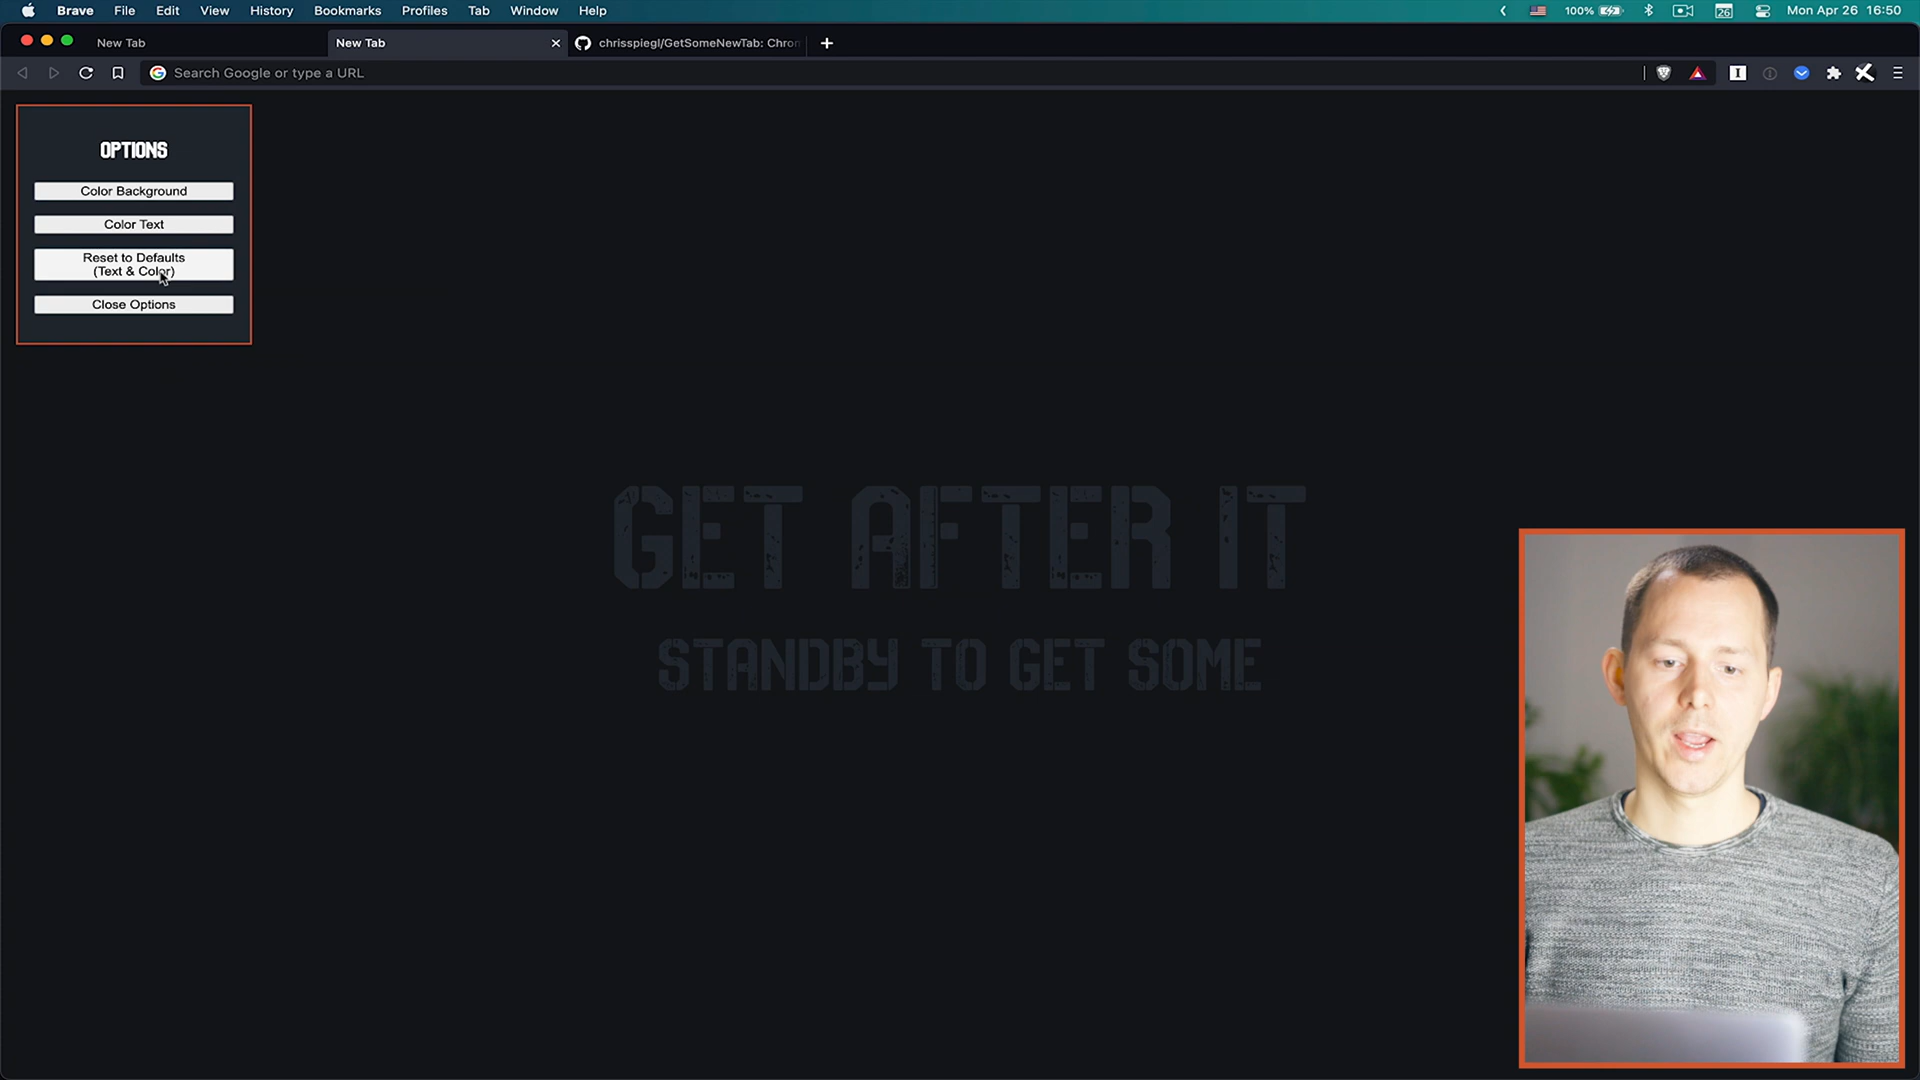 Brave File Edit View History Bookmarks Profiles Tab Window Help 100% 26 Mon Apr 26 16:50
New Tab New Tab chrisspiegl/GetSomeNewTab: Chrom
Search Google or type a URL
OPTIONS
Color Background
Color Text
Reset to Defaults
(Text & Color)
Close Options
GET AFTER IT
STANDBY TO GET SOME